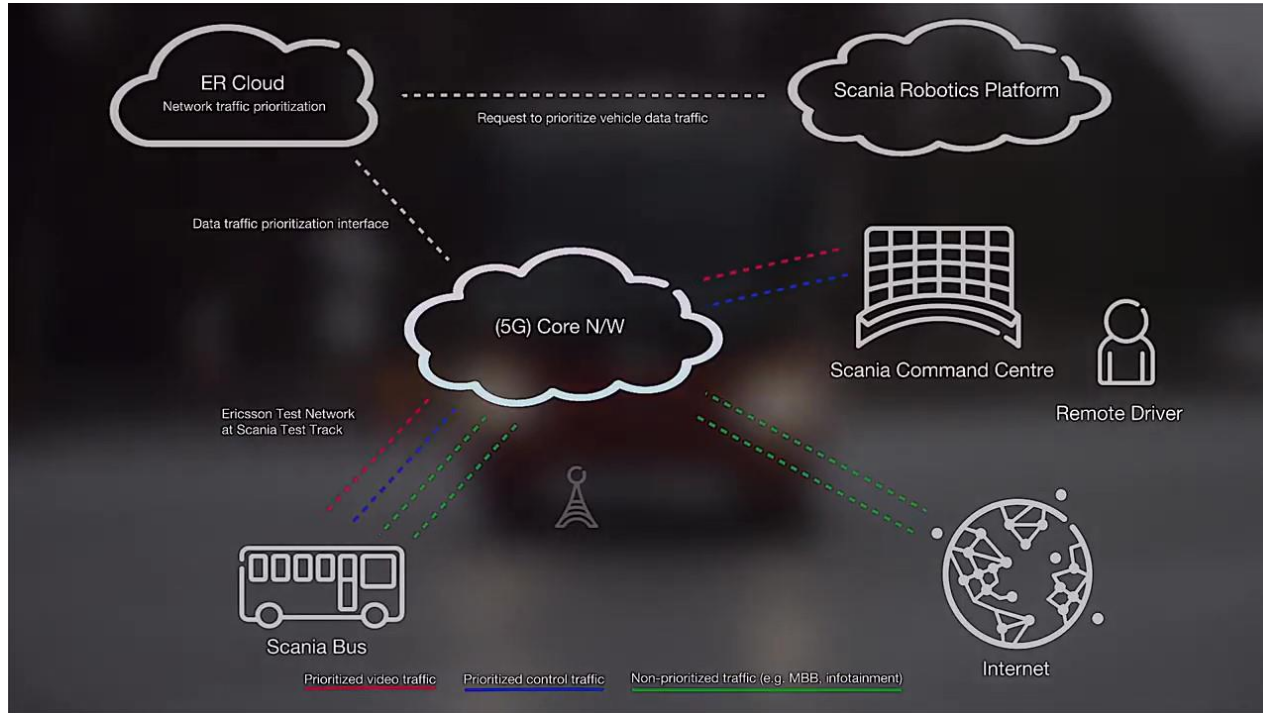 ER Cloud
Network traffic prioritization
Scania Robotics Platform
Request to prioritize vehicle data traffic
Data traffic prioritization interface
(5G) Core N/W
Scania Command Centre
Remote Driver
Ericsson Test Network
at Scania Test Track
Scania Bus
Internet
Prioritized video traffic
Prioritized control traffic
Non-prioritized traffic (e.g. MBB, infotainment)